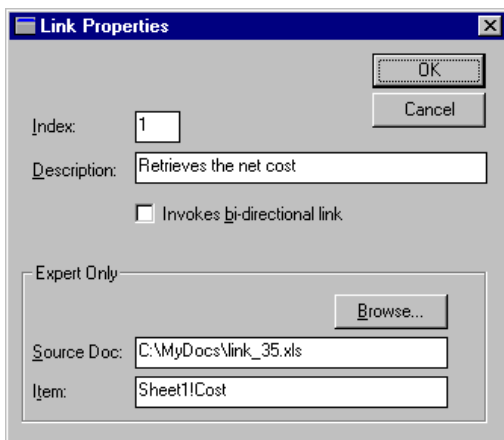 Link Properties
OK
Cancel
Index: 1
Description: Retrieves the net cost
Invokes bi-directional link
Expert Only
Browse...
Source Doc: C:\MyDocs\link_35.xls
Item: Sheet1!Cost